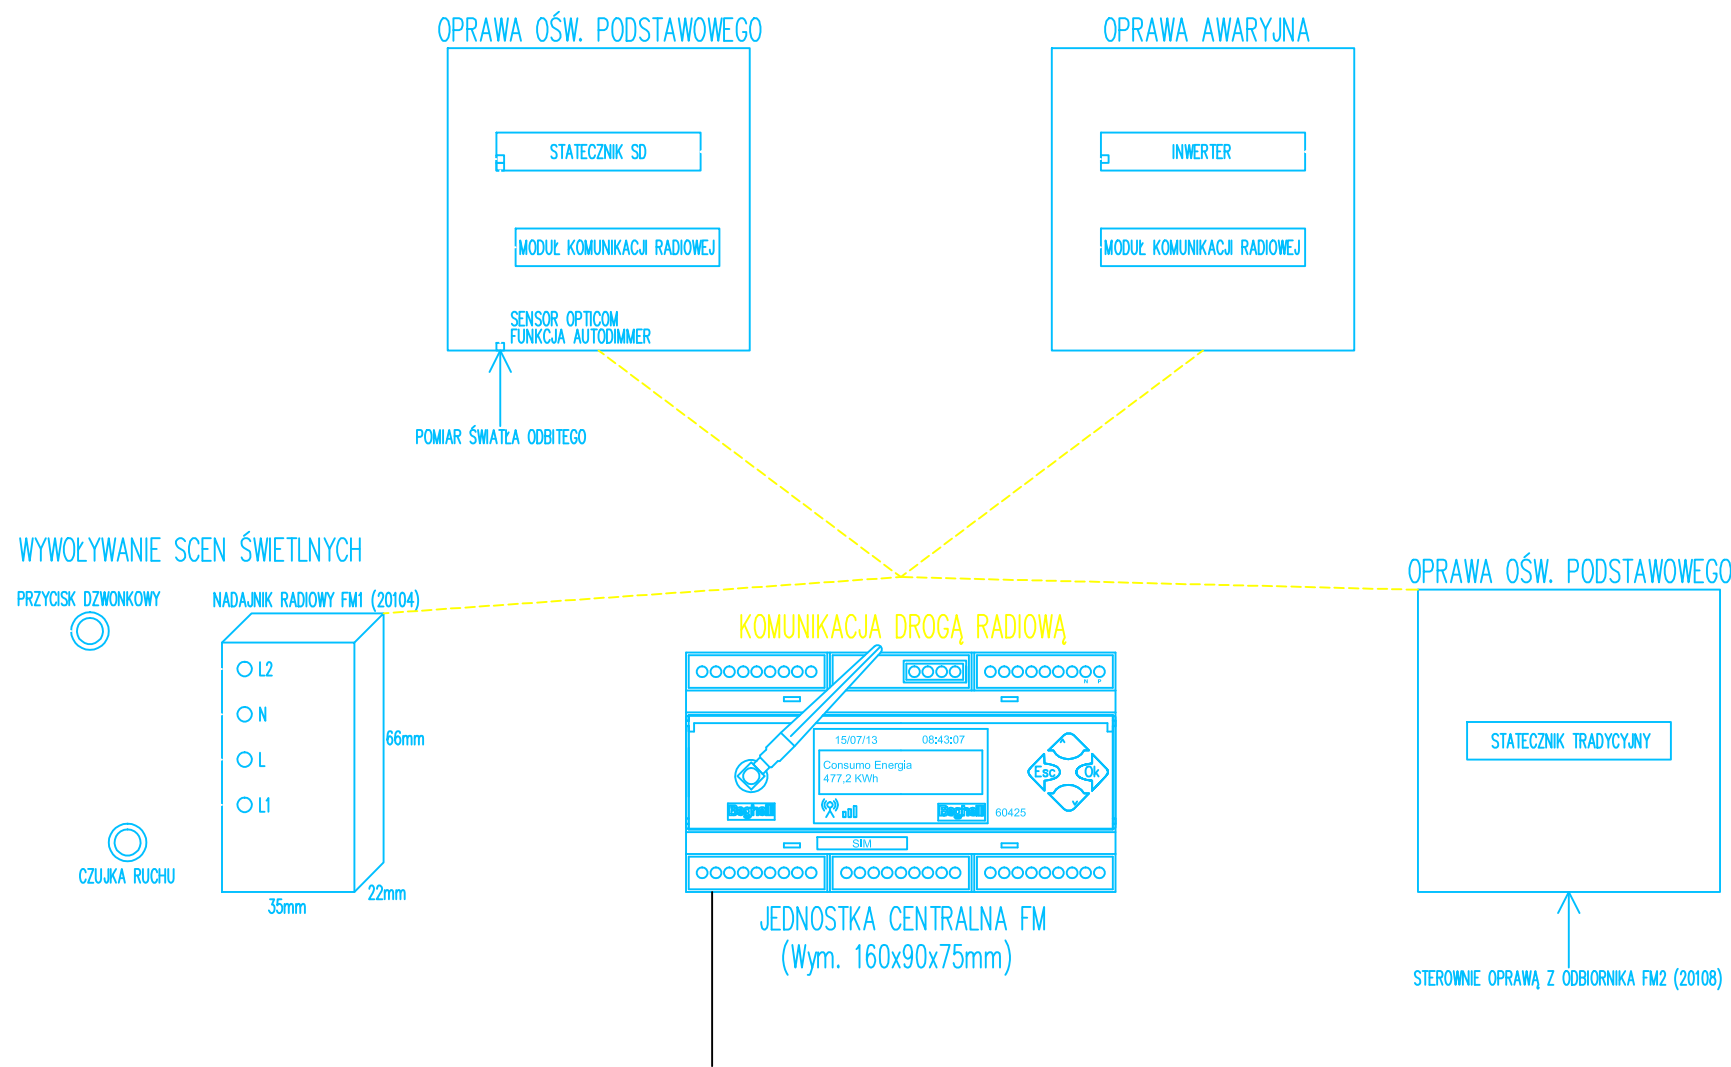 OPRAWA OŚW. PODSTAWOWEGO
OPRAWA AWARYJNA
STATECZNIK SD
INWERTER
MODUŁ KOMUNIKACJI RADIOWEJ
MODUŁ KOMUNIKACJI RADIOWEJ
SENSOR OPTICOM
FUNKCJA AUTODIMMER
POMIAR ŚWIATŁA ODBITEGO
WYWOŁYWANIE SCEN ŚWIETLNYCH
PRZYCISK DZWONKOWY
NADAJNIK RADIOWY FM1 (20104)
L2
N
L
L1
66mm
22mm
35mm
CZUJKA RUCHU
KOMUNIKACJA DROGĄ RADIOWĄ
N P
15/07/13 08:43:07
Consumo Energia
477,2 KWh
Esc Ok
Beghelli Beghelli 60425
SIM
JEDNOSTKA CENTRALNA FM
(Wym. 160x90x75mm)
OPRAWA OŚW. PODSTAWOWEGO
STATECZNIK TRADYCYJNY
STEROWNIE OPRAWĄ Z ODBIORNIKA FM2 (20108)